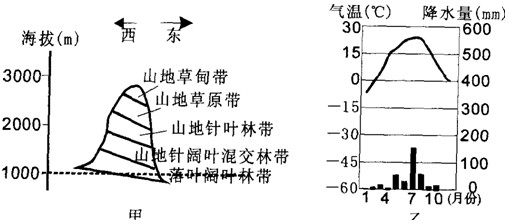 海拔(m)
西 东
3000
2000
1000
山地草甸带
山地草原带
山地针叶林带
山地针阔叶混交林带
落叶阔叶林带
甲
气温(℃) 降水量(mm)
30 600
15 500
0 400
-15 300
-30 200
-45 100
-60 0
1 4 7 10 (月份)
乙